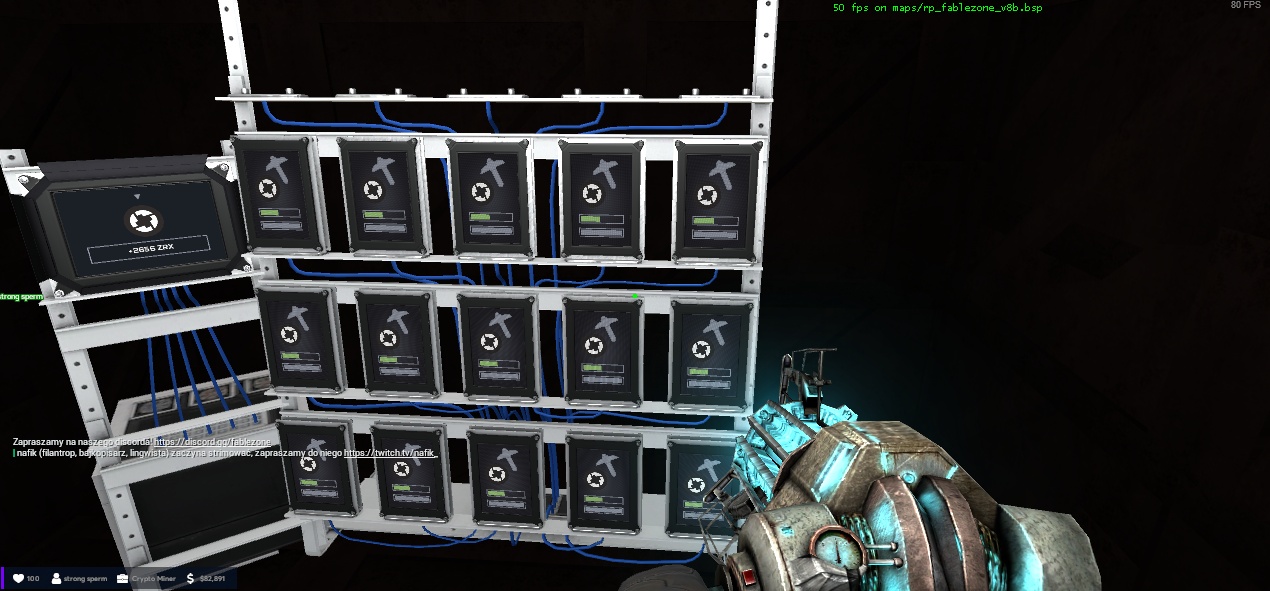 50 fps on maps/rp_fablezone_v8b.bsp
80 FPS
+2656 ZRX
strong sperm
Zapraszamy na naszego discorda! https://discord.gg/fablezone
nafik (filantrop, bajkopisarz, lingwista) zaczyna strimować, zapraszamy do niego https://twitch.tv/nafik_
100 strong sperm Crypto Miner $82,891